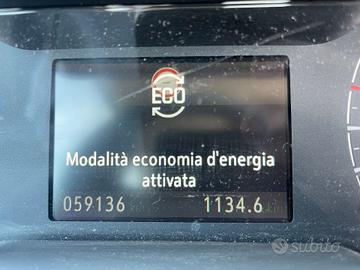 ECO
Modalità economia d'energia
attivata
059136 1134.6
subito